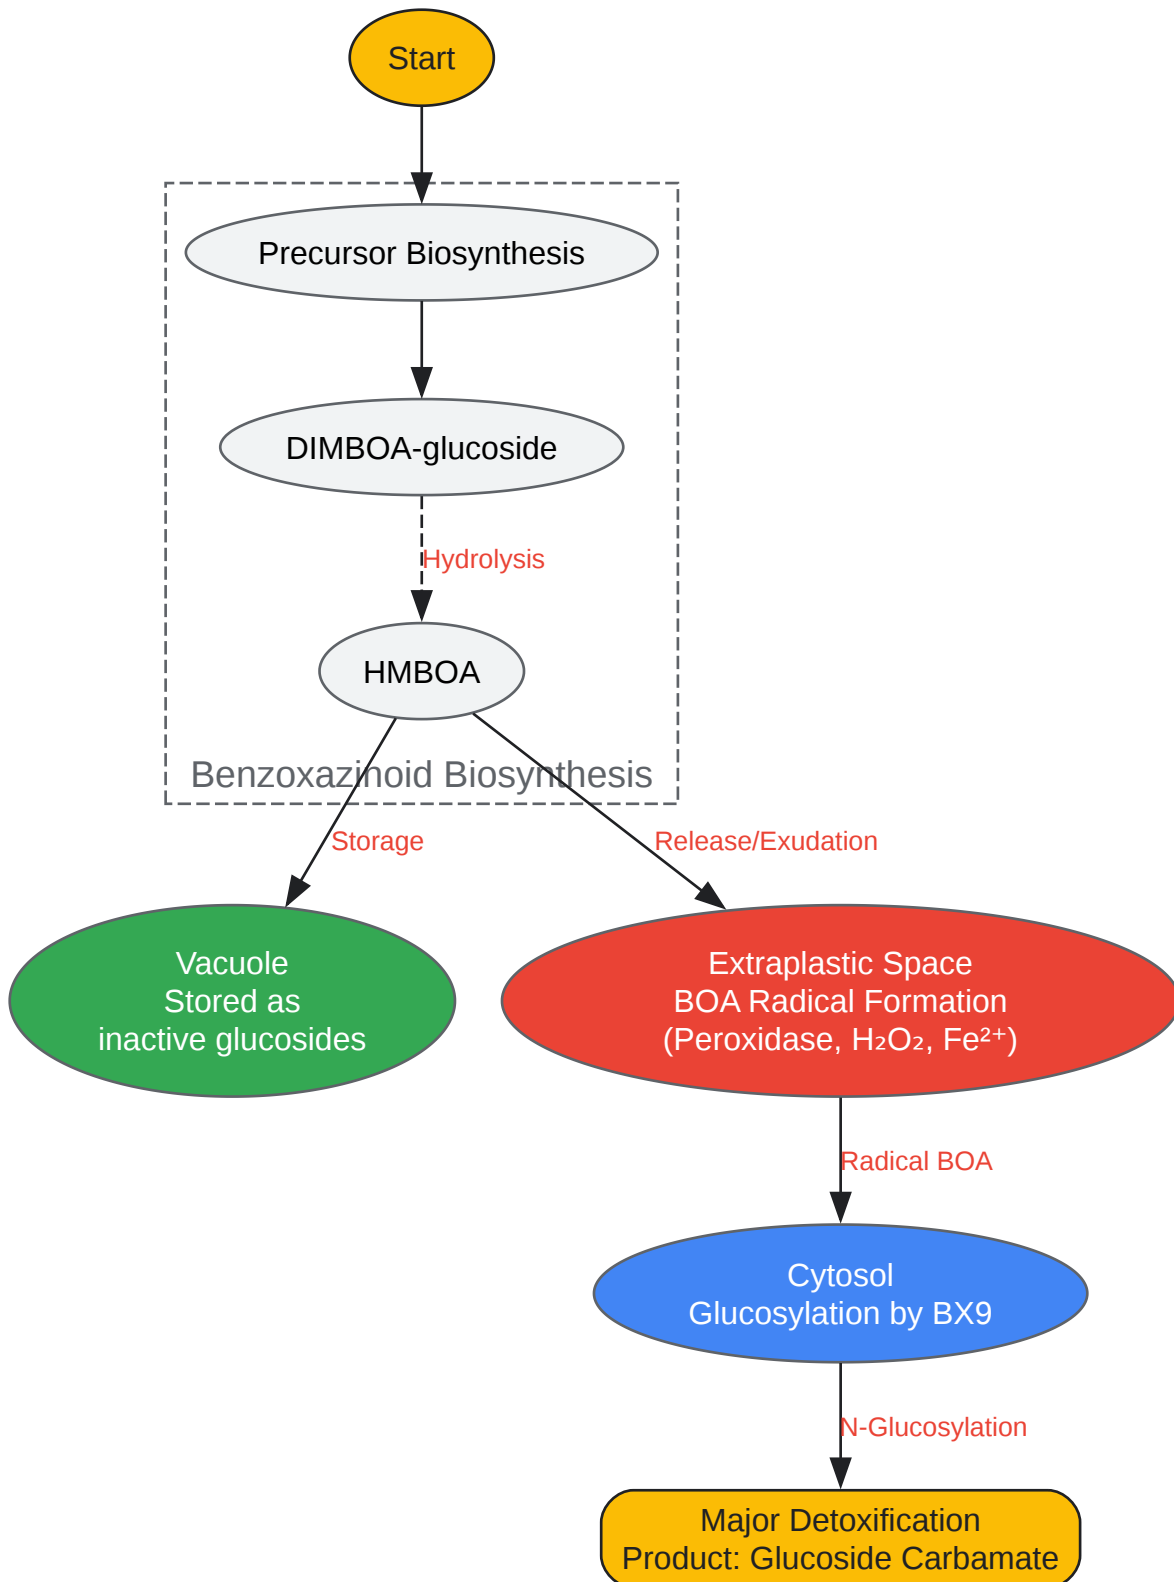 Start
Precursor Biosynthesis
DIMBOA-glucoside
Hydrolysis
HMBOA
Benzoxazinoid Biosynthesis
Storage
Release/Exudation
Vacuole
Stored as
inactive glucosides
Extraplastic Space
BOA Radical Formation
(Peroxidase, H₂O₂, Fe²⁺)
Radical BOA
Cytosol
Glucosylation by BX9
N-Glucosylation
Major Detoxification
Product: Glucoside Carbamate